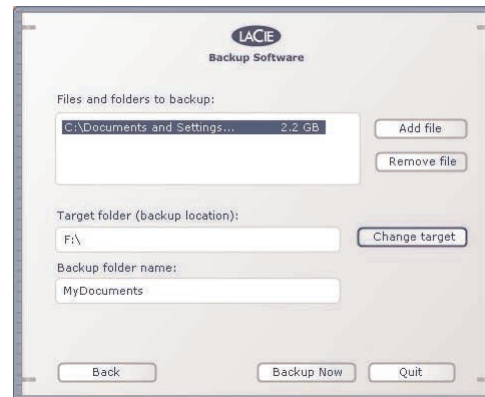 LACIE
Backup Software
Files and folders to backup:
C:\Documents and Settings... 2.2 GB
Add file
Remove file
Target folder (backup location):
F:\
Change target
Backup folder name:
MyDocuments
Back
Backup Now
Quit